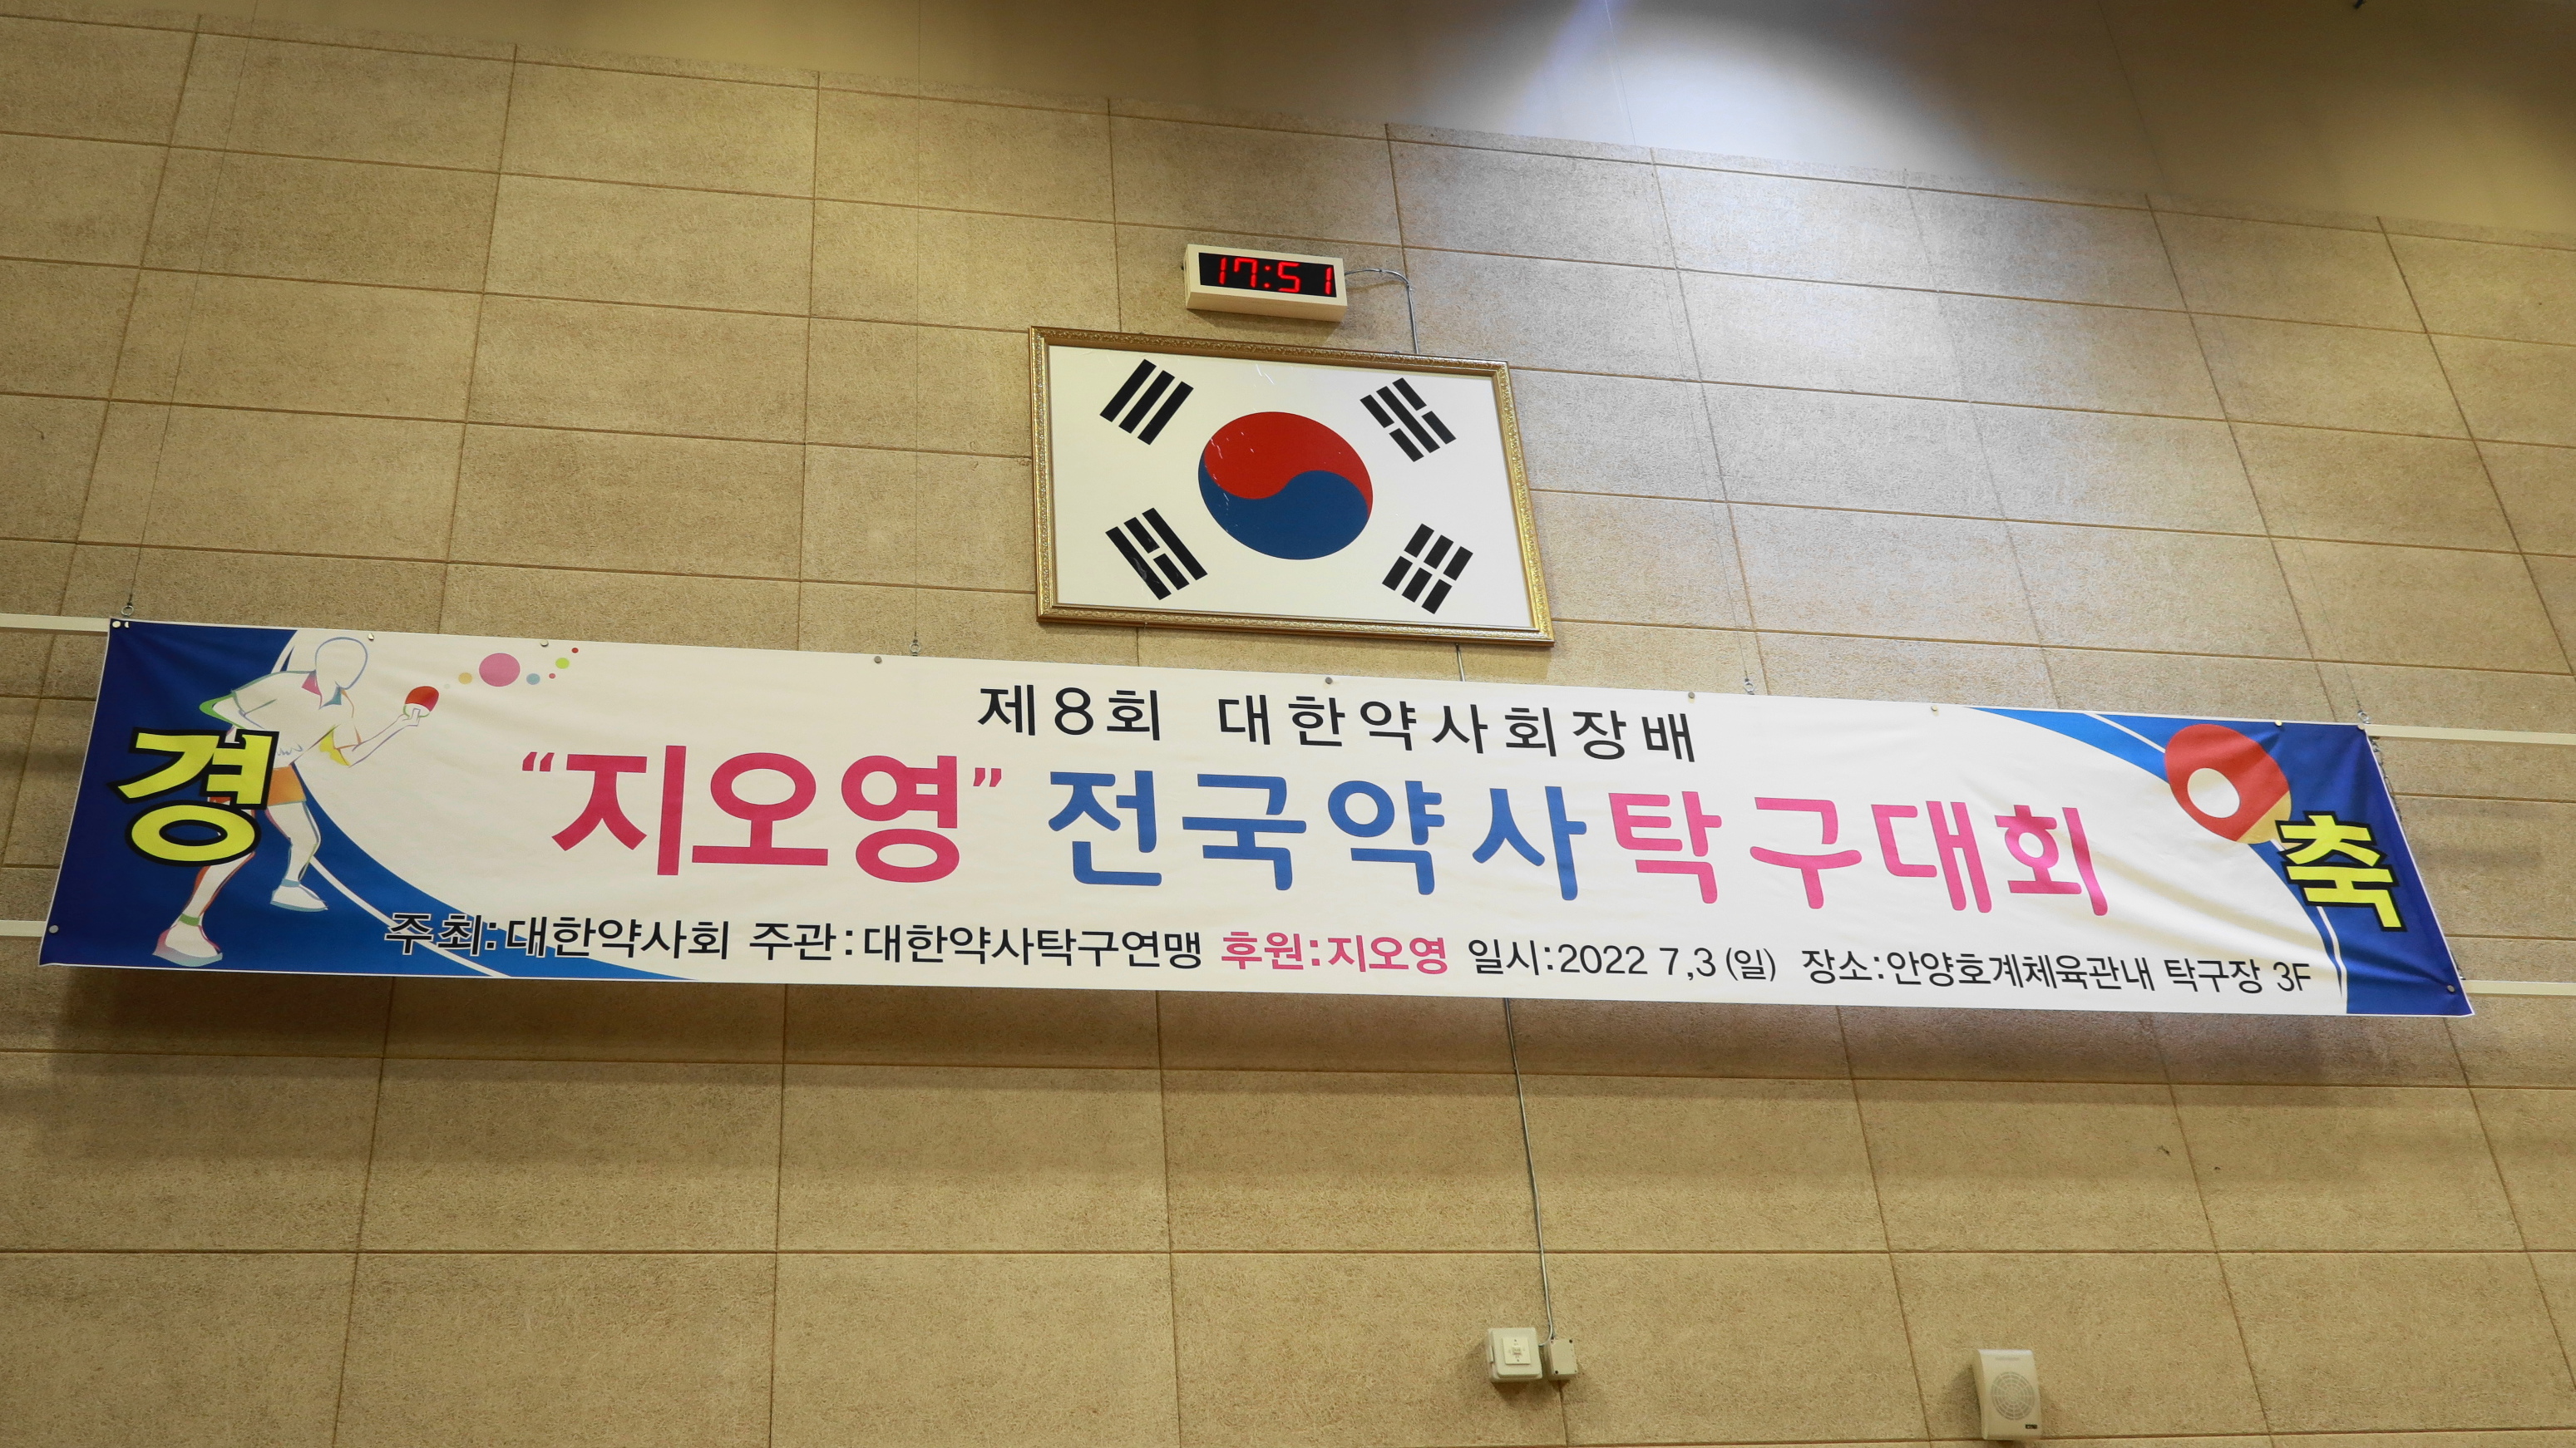 17:51
제8회 대한약사회장배
경 "지오영" 전국약사탁구대회 축
주최:대한약사회 주관:대한약사탁구연맹 후원:지오영 일시:2022 7,3(일) 장소:안양호계체육관내 탁구장 3F